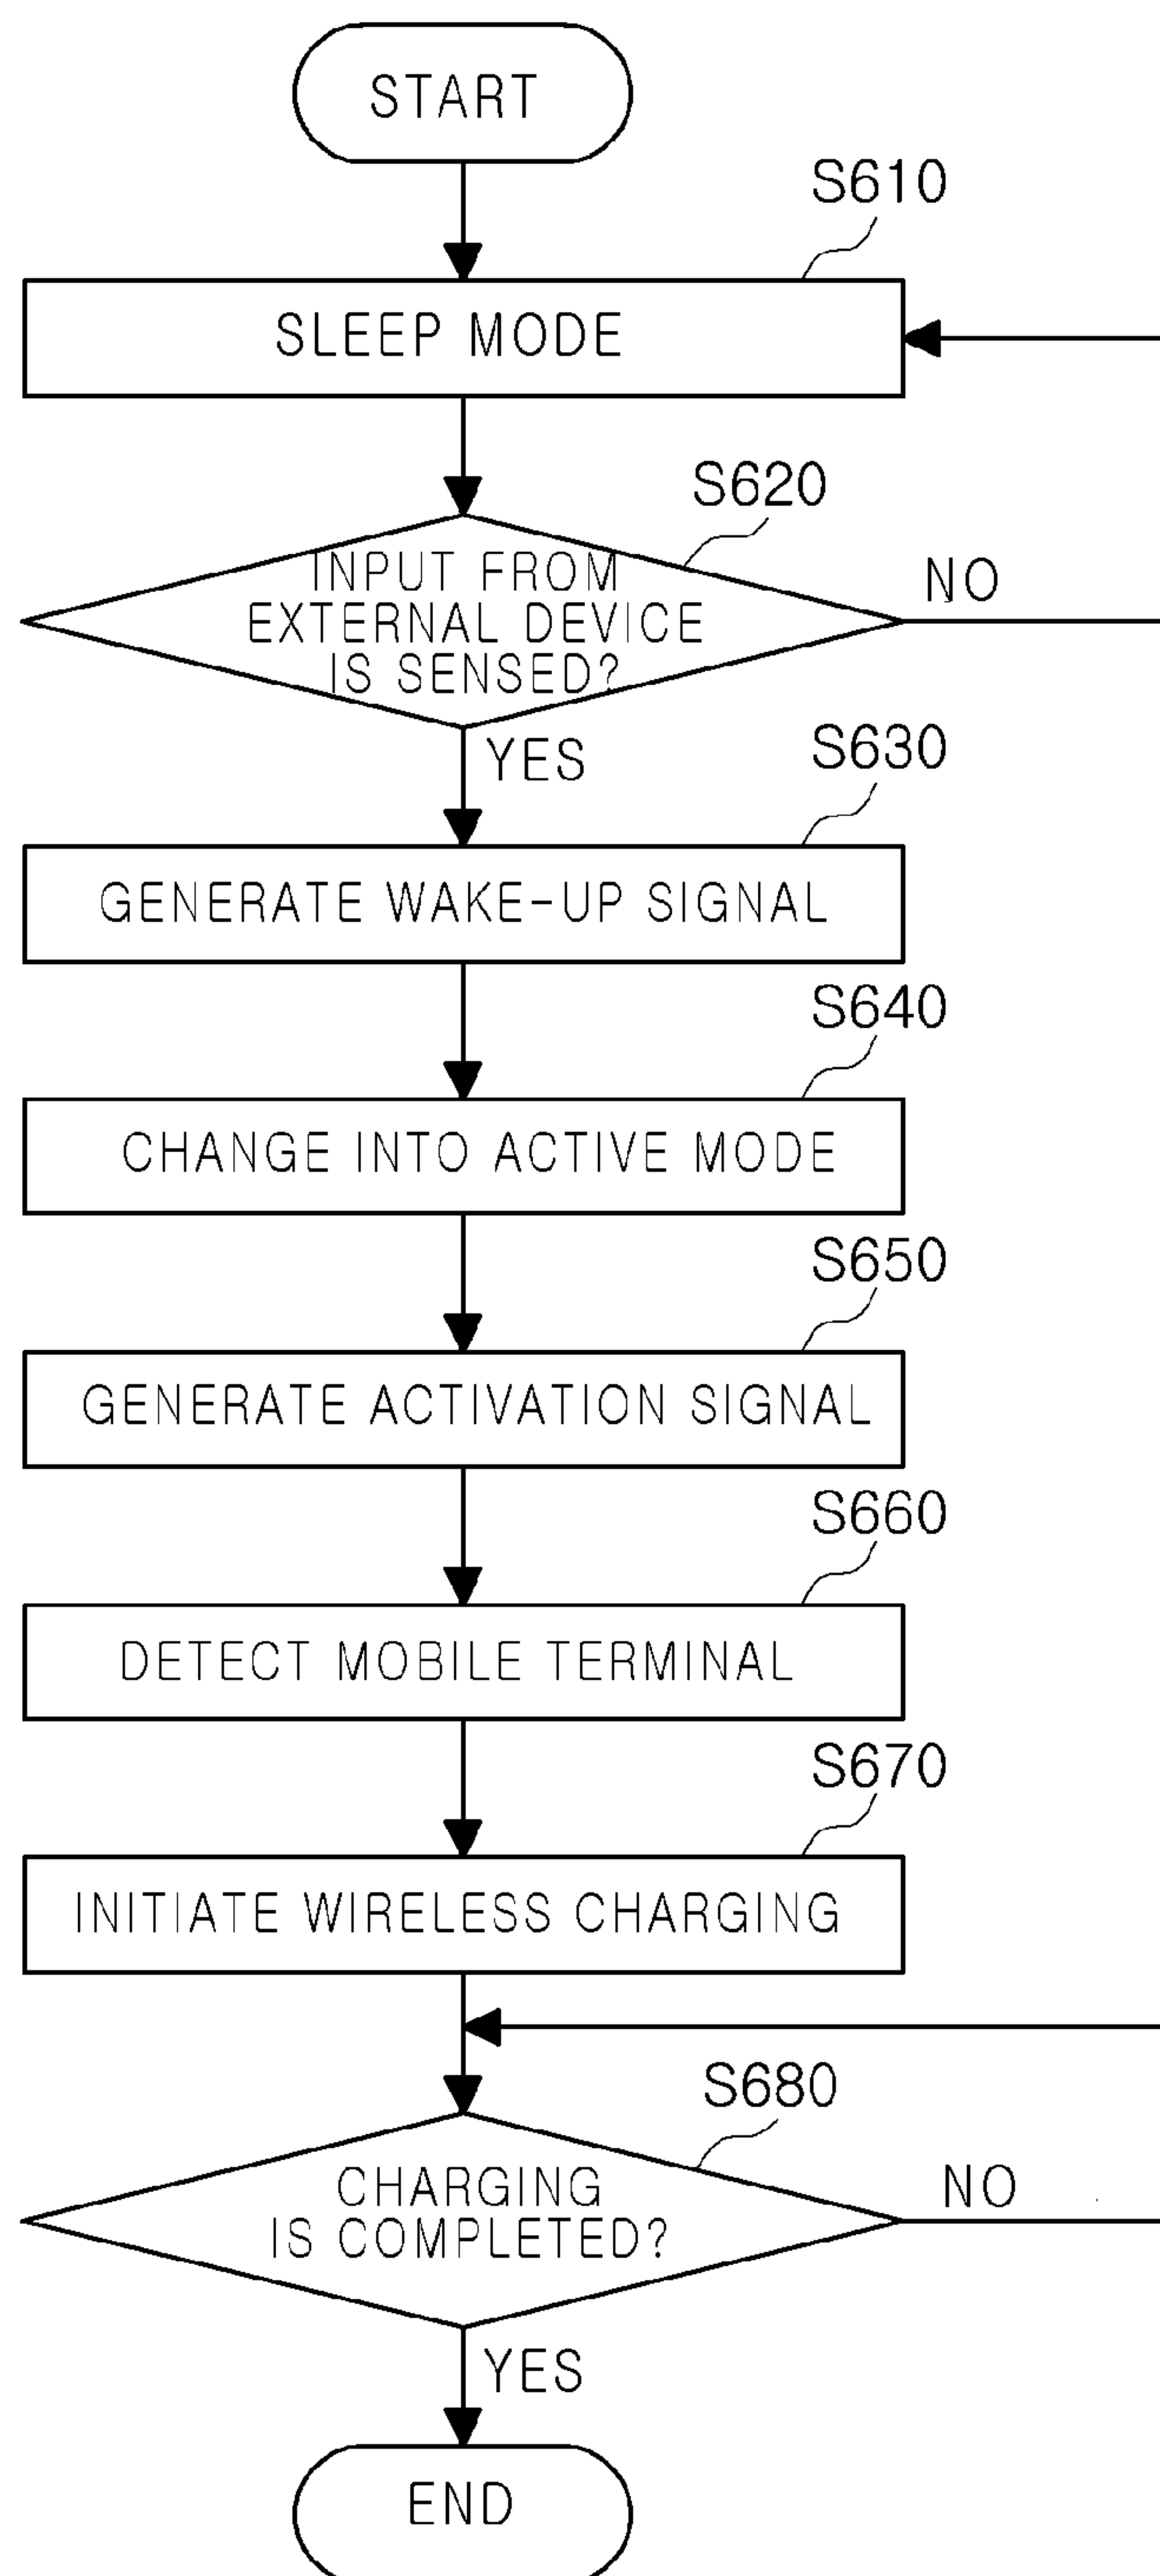 START
S610
SLEEP MODE
S620
INPUT FROM
EXTERNAL DEVICE
IS SENSED?
NO
YES
S630
GENERATE WAKE-UP SIGNAL
S640
CHANGE INTO ACTIVE MODE
S650
GENERATE ACTIVATION SIGNAL
S660
DETECT MOBILE TERMINAL
S670
INITIATE WIRELESS CHARGING
S680
CHARGING
IS COMPLETED?
NO
YES
END